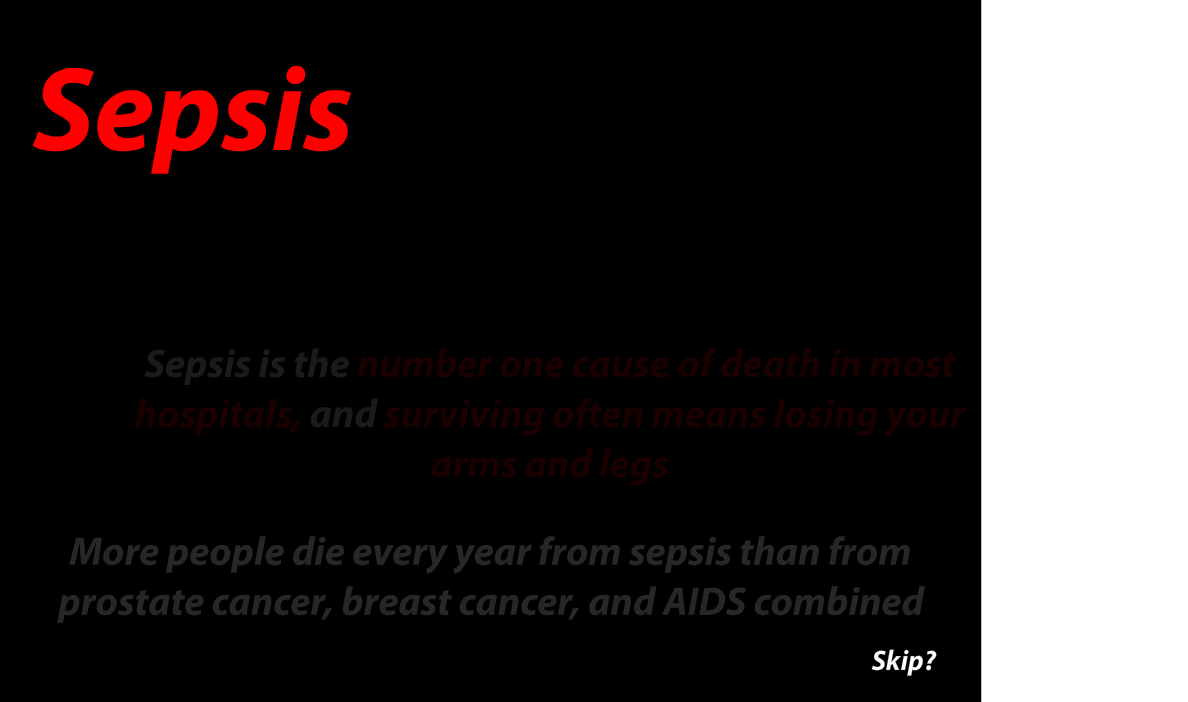 Sepsis
Sepsis is the number one cause of death in most
hospitals, and surviving often means losing your
arms and legs
More people die every year from sepsis than from
prostate cancer, breast cancer, and AIDS combined
Skip?